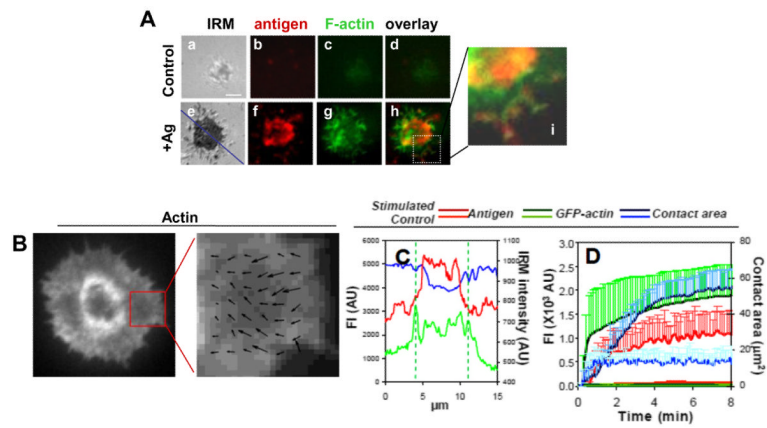 A
IRM antigen F-actin overlay
Control
a b c d
+Ag
e f g h
i
Actin
B
Stimulated
Control
Antigen GFP-actin Contact area
C
FI (AU)
6000
5000
4000
3000
2000
1000
0
IRM intensity (AU)
1000
900
800
700
600
500
400
0 5 10 15
µm
D
FI (X10³ AU)
3.0
2.5
2.0
1.5
1.0
0.5
0.0
Contact area (µm²)
80
60
40
20
0
0 2 4 6 8
Time (min)